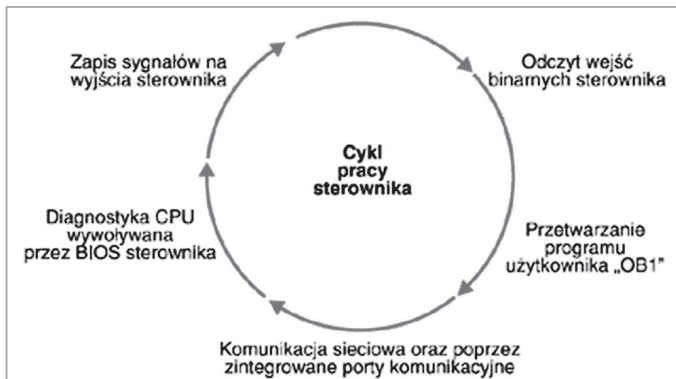 Zapis sygnałów na
wyjścia sterownika
Odczyt wejść
binarnych sterownika
Cykl
pracy
sterownika
Diagnostyka CPU
wywoływana
przez BIOS sterownika
Przetwarzanie
programu
użytkownika „OB1”
Komunikacja sieciowa oraz poprzez
zintegrowane porty komunikacyjne